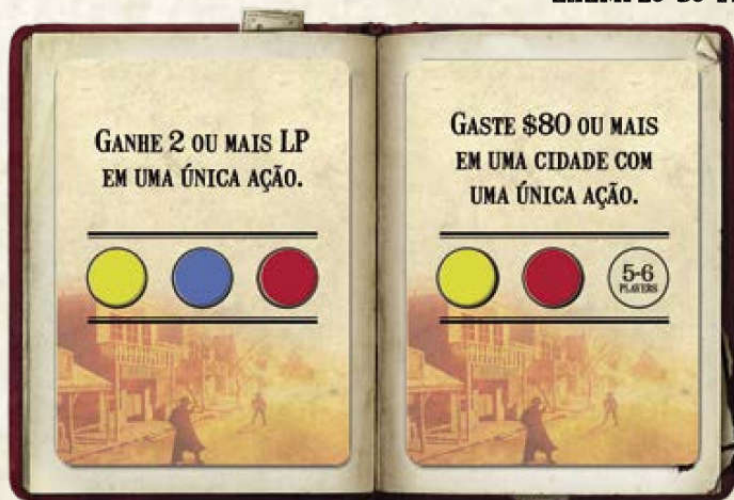 GANHE 2 OU MAIS LP
EM UMA ÚNICA AÇÃO.
GASTE $80 OU MAIS
EM UMA CIDADE COM
UMA ÚNICA AÇÃO.
5-6
PLAYERS